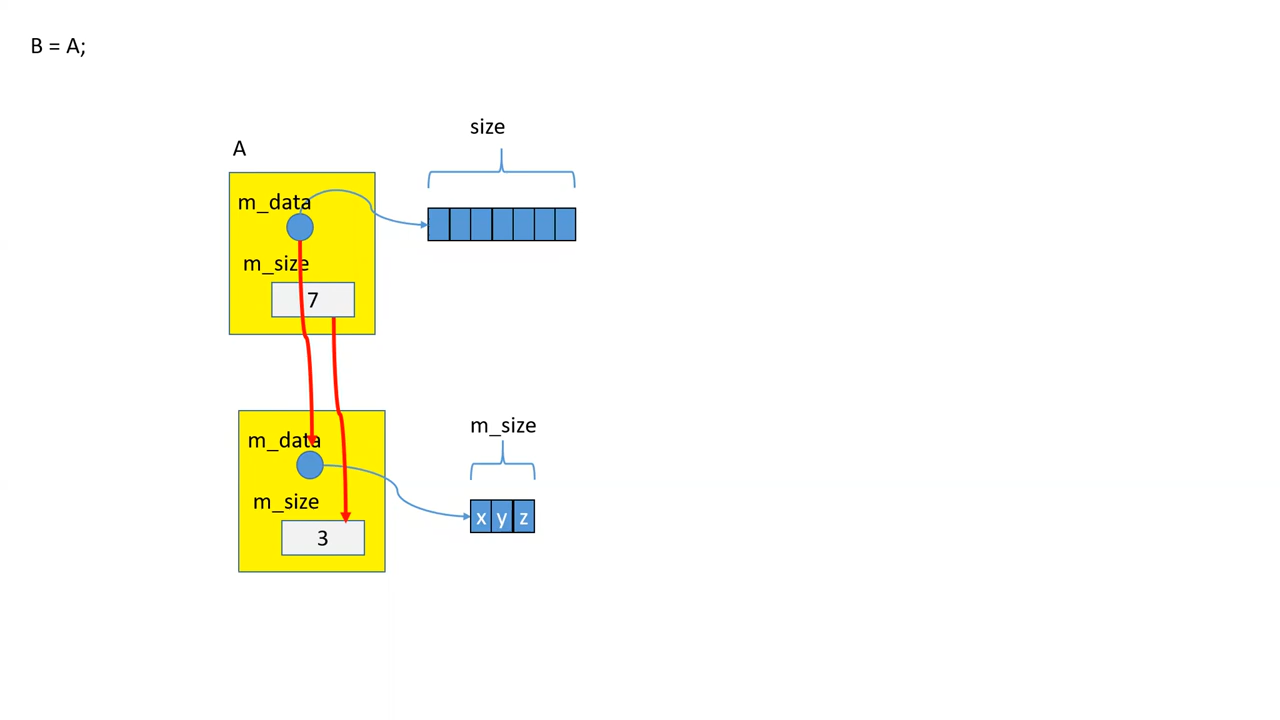 B = A;
size
A
m_data
m_size
7
m_size
m_data
m_size
x y z
3